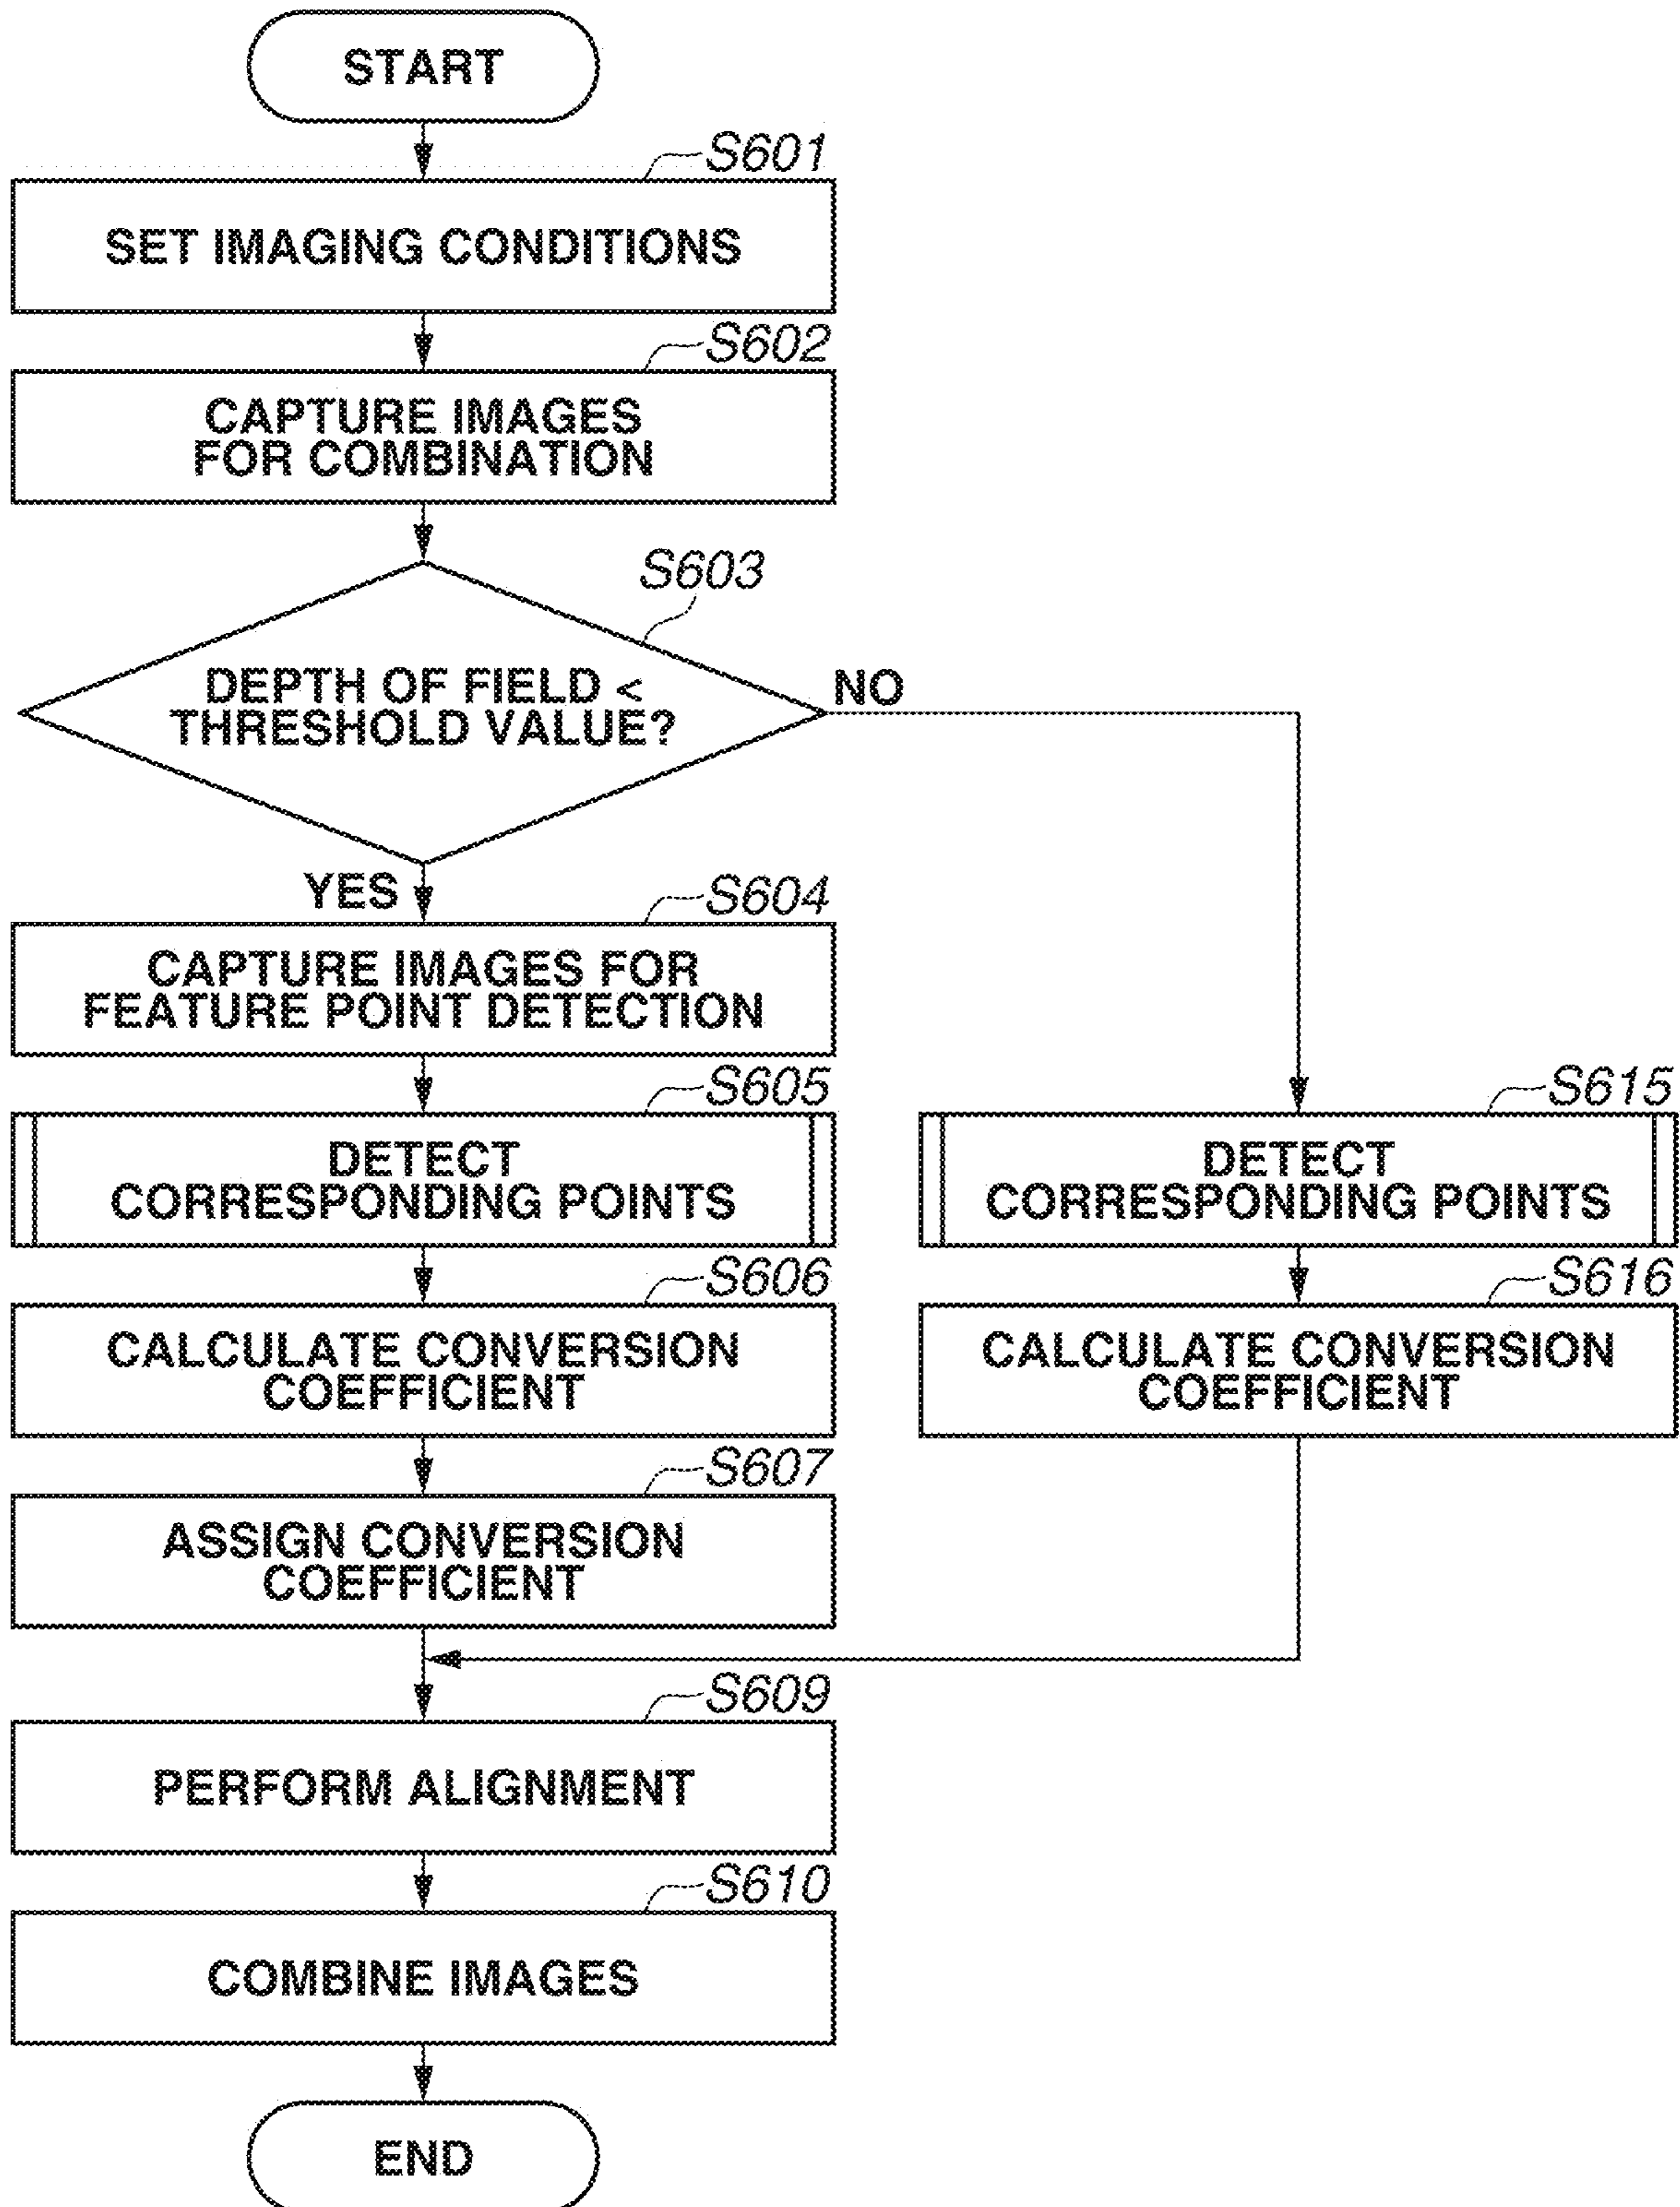 START
S601
SET IMAGING CONDITIONS
S602
CAPTURE IMAGES
FOR COMBINATION
S603
DEPTH OF FIELD <
THRESHOLD VALUE?
NO
YES
S604
CAPTURE IMAGES FOR
FEATURE POINT DETECTION
S605
DETECT
CORRESPONDING POINTS
S615
DETECT
CORRESPONDING POINTS
S606
CALCULATE CONVERSION
COEFFICIENT
S616
CALCULATE CONVERSION
COEFFICIENT
S607
ASSIGN CONVERSION
COEFFICIENT
S609
PERFORM ALIGNMENT
S610
COMBINE IMAGES
END